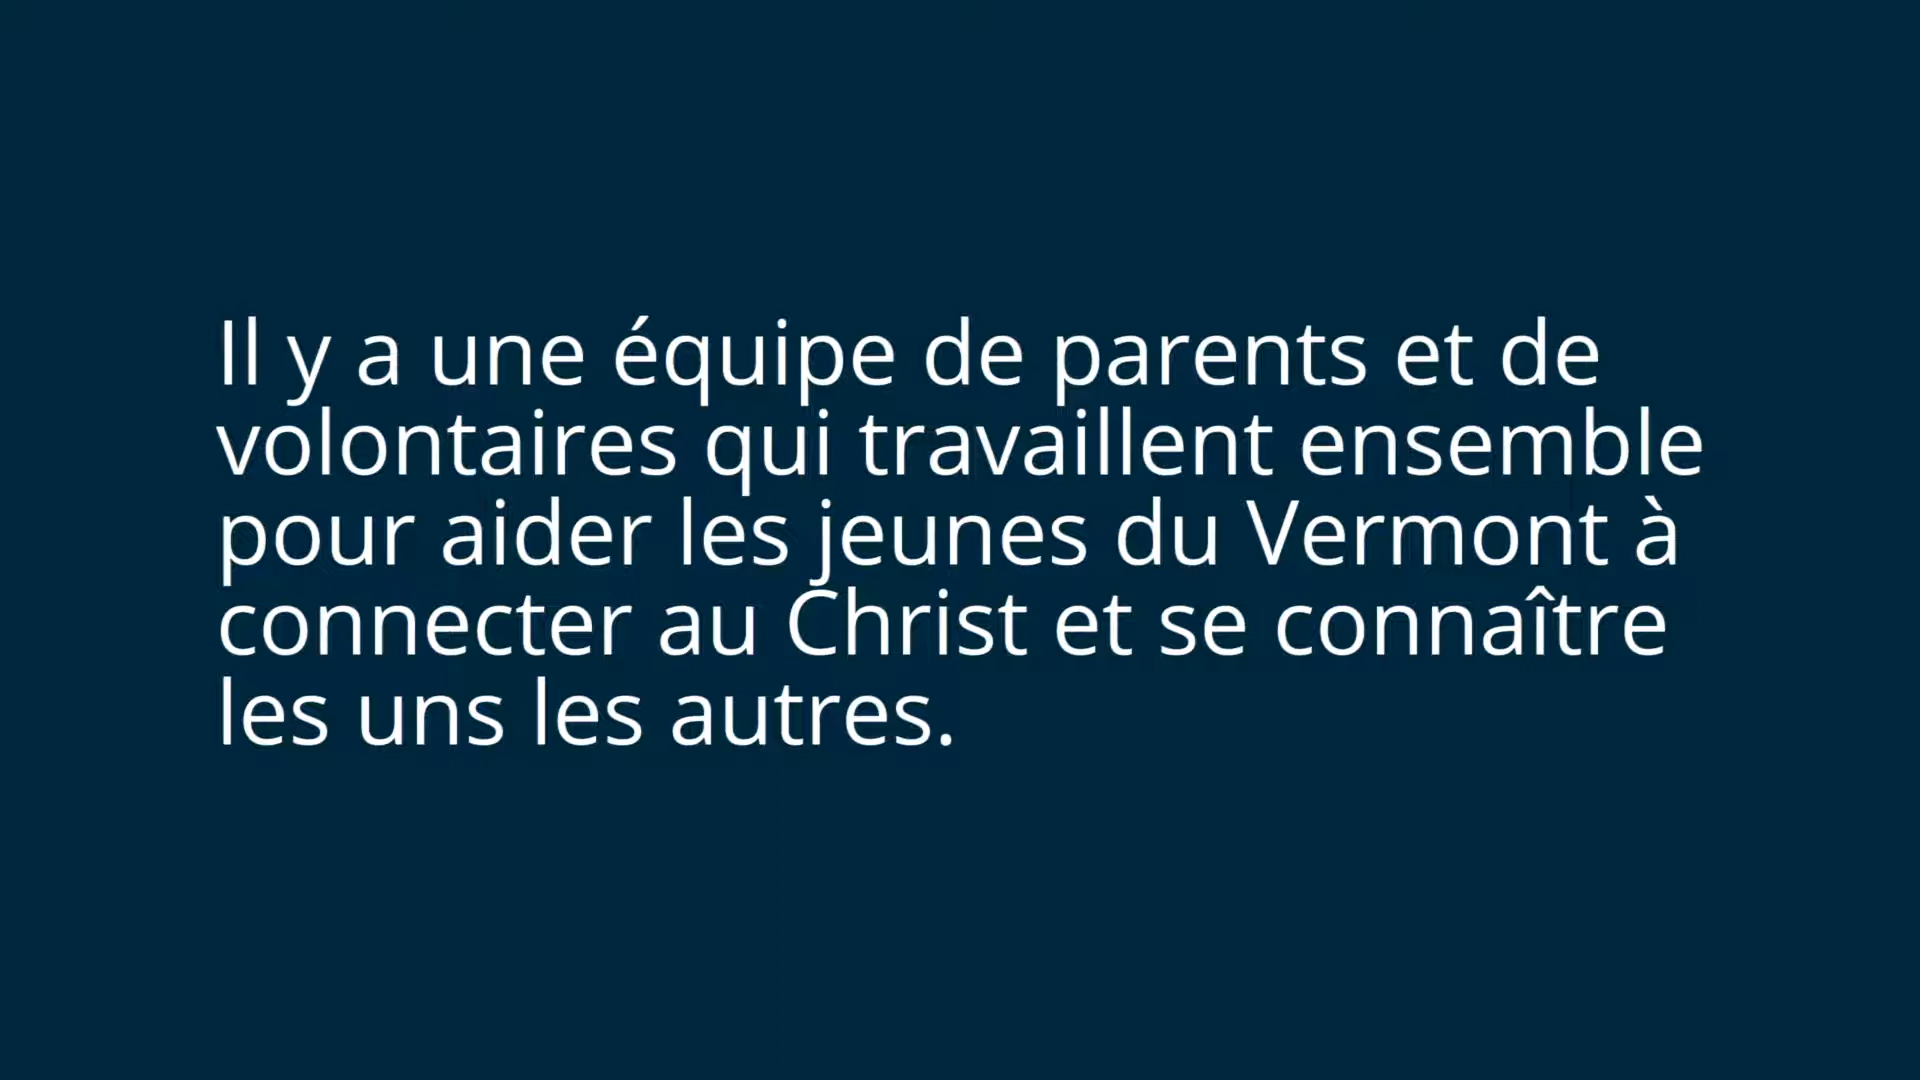 Il y a une équipe de parents et de
volontaires qui travaillent ensemble
pour aider les jeunes du Vermont à
connecter au Christ et se connaître
les uns les autres.